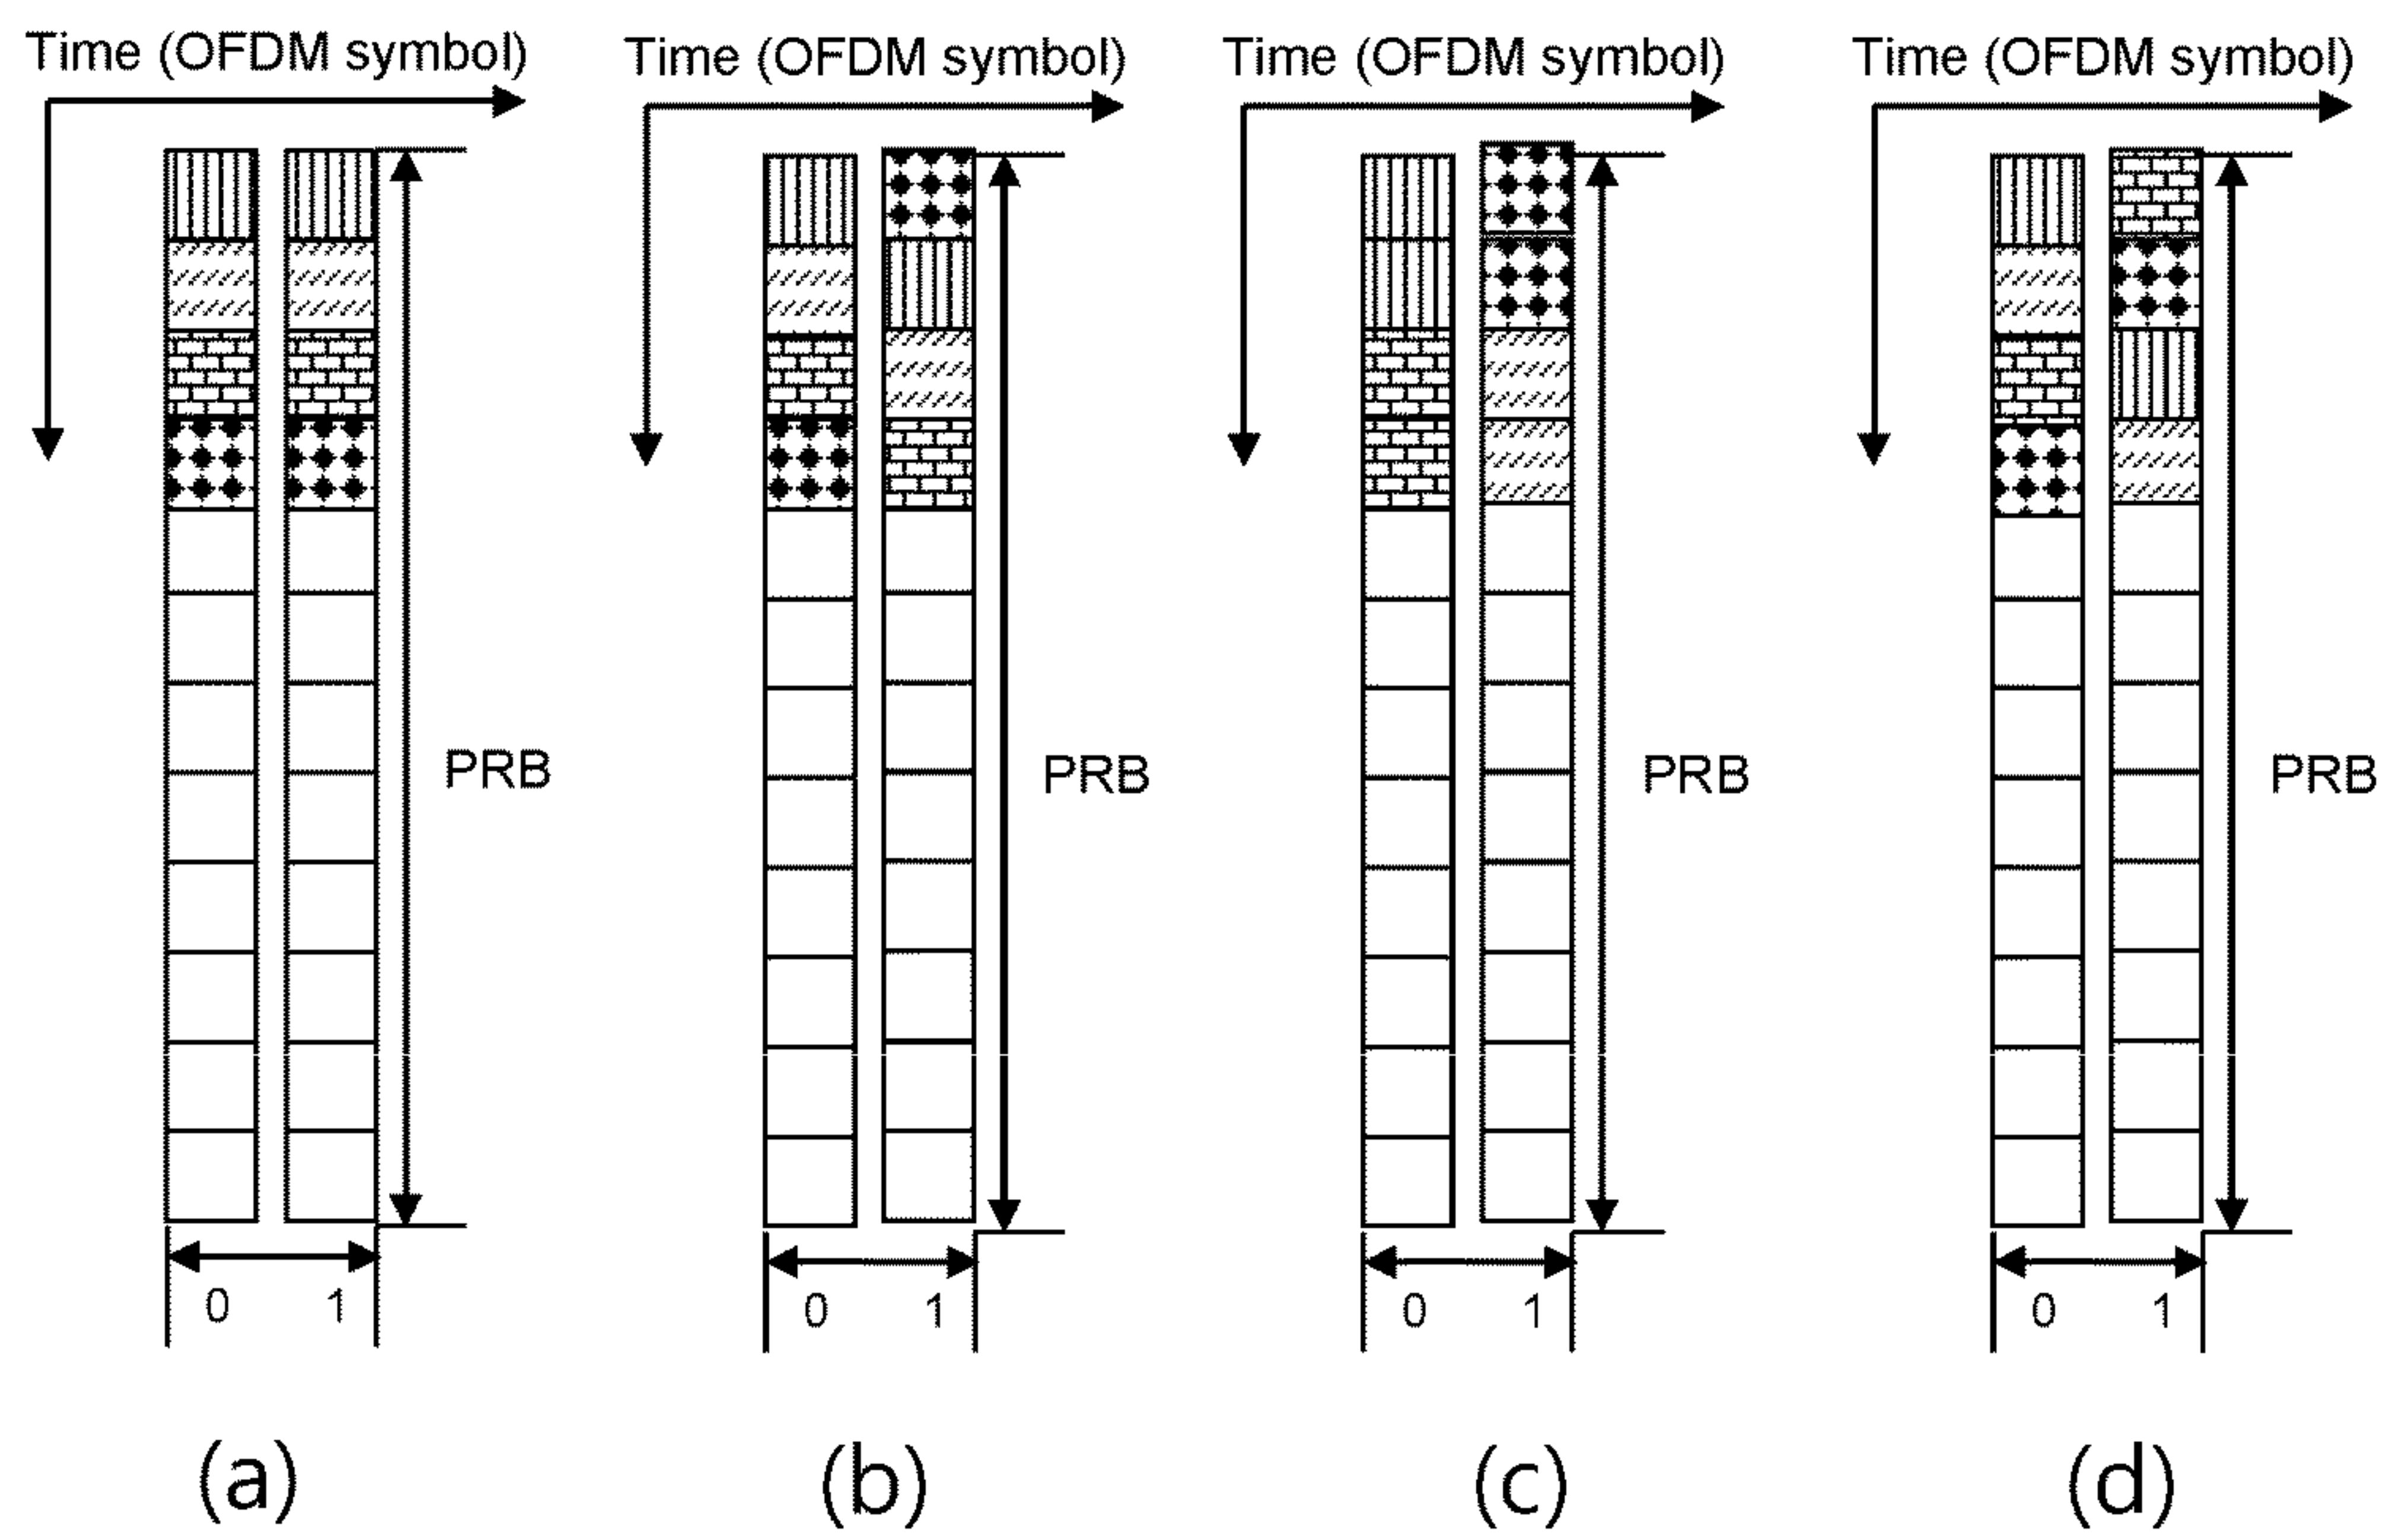 Time (OFDM symbol) Time (OFDM symbol) Time (OFDM symbol) Time (OFDM symbol)
PRB PRB PRB PRB
0 1 0 1 0 1 0 1
(a) (b) (c) (d)